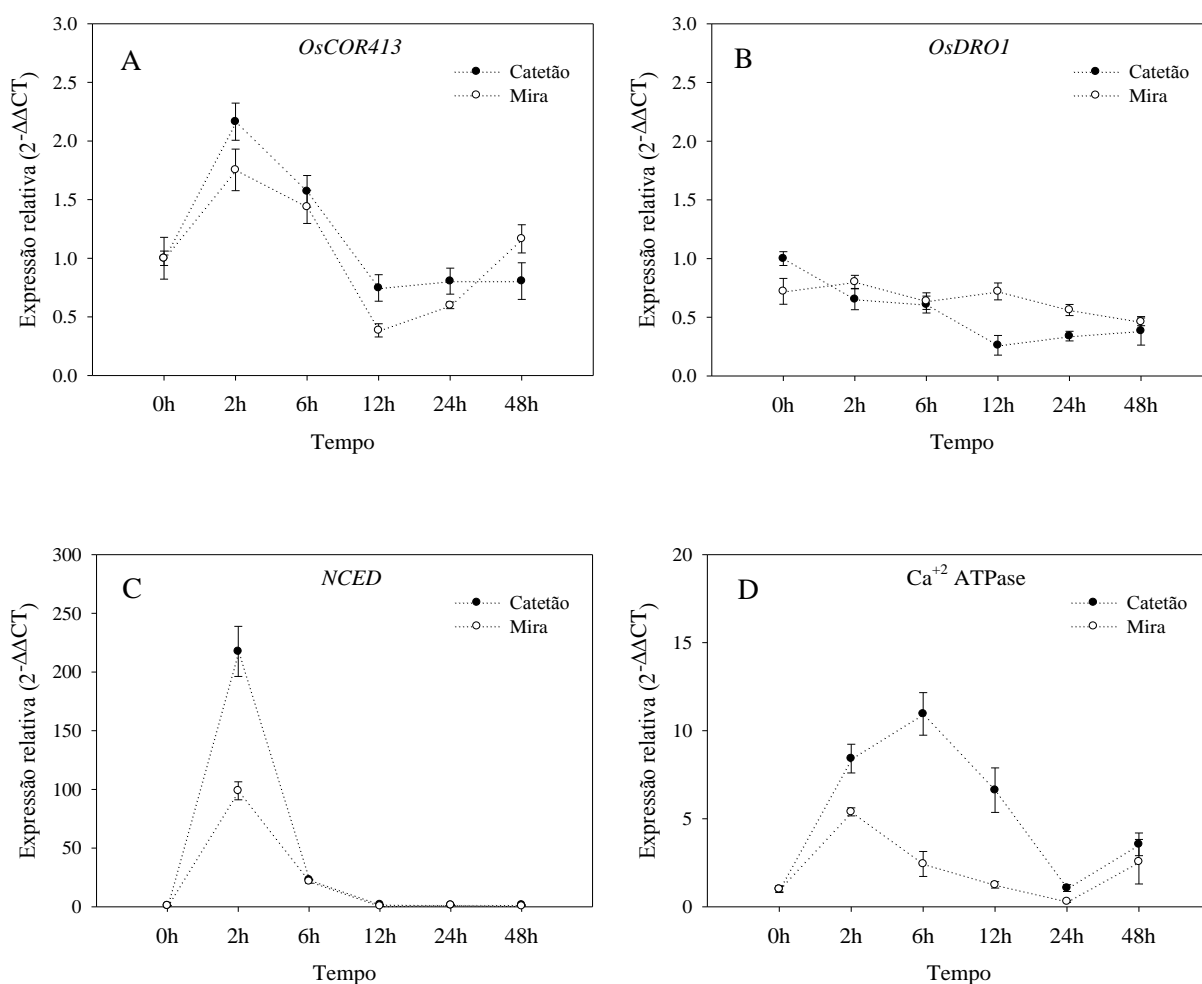 A
OsCOR413
Catetão
Mira
Expressão relativa (2^-ΔΔCT)
3.0
2.5
2.0
1.5
1.0
0.5
0.0
0h 2h 6h 12h 24h 48h
Tempo
B
OsDRO1
Catetão
Mira
Expressão relativa (2^-ΔΔCT)
3.0
2.5
2.0
1.5
1.0
0.5
0.0
0h 2h 6h 12h 24h 48h
Tempo
C
NCED
Catetão
Mira
Expressão relativa (2^-ΔΔCT)
300
250
200
150
100
50
0
0h 2h 6h 12h 24h 48h
Tempo
D
Ca⁺² ATPase
Catetão
Mira
Expressão relativa (2^-ΔΔCT)
20
15
10
5
0
0h 2h 6h 12h 24h 48h
Tempo